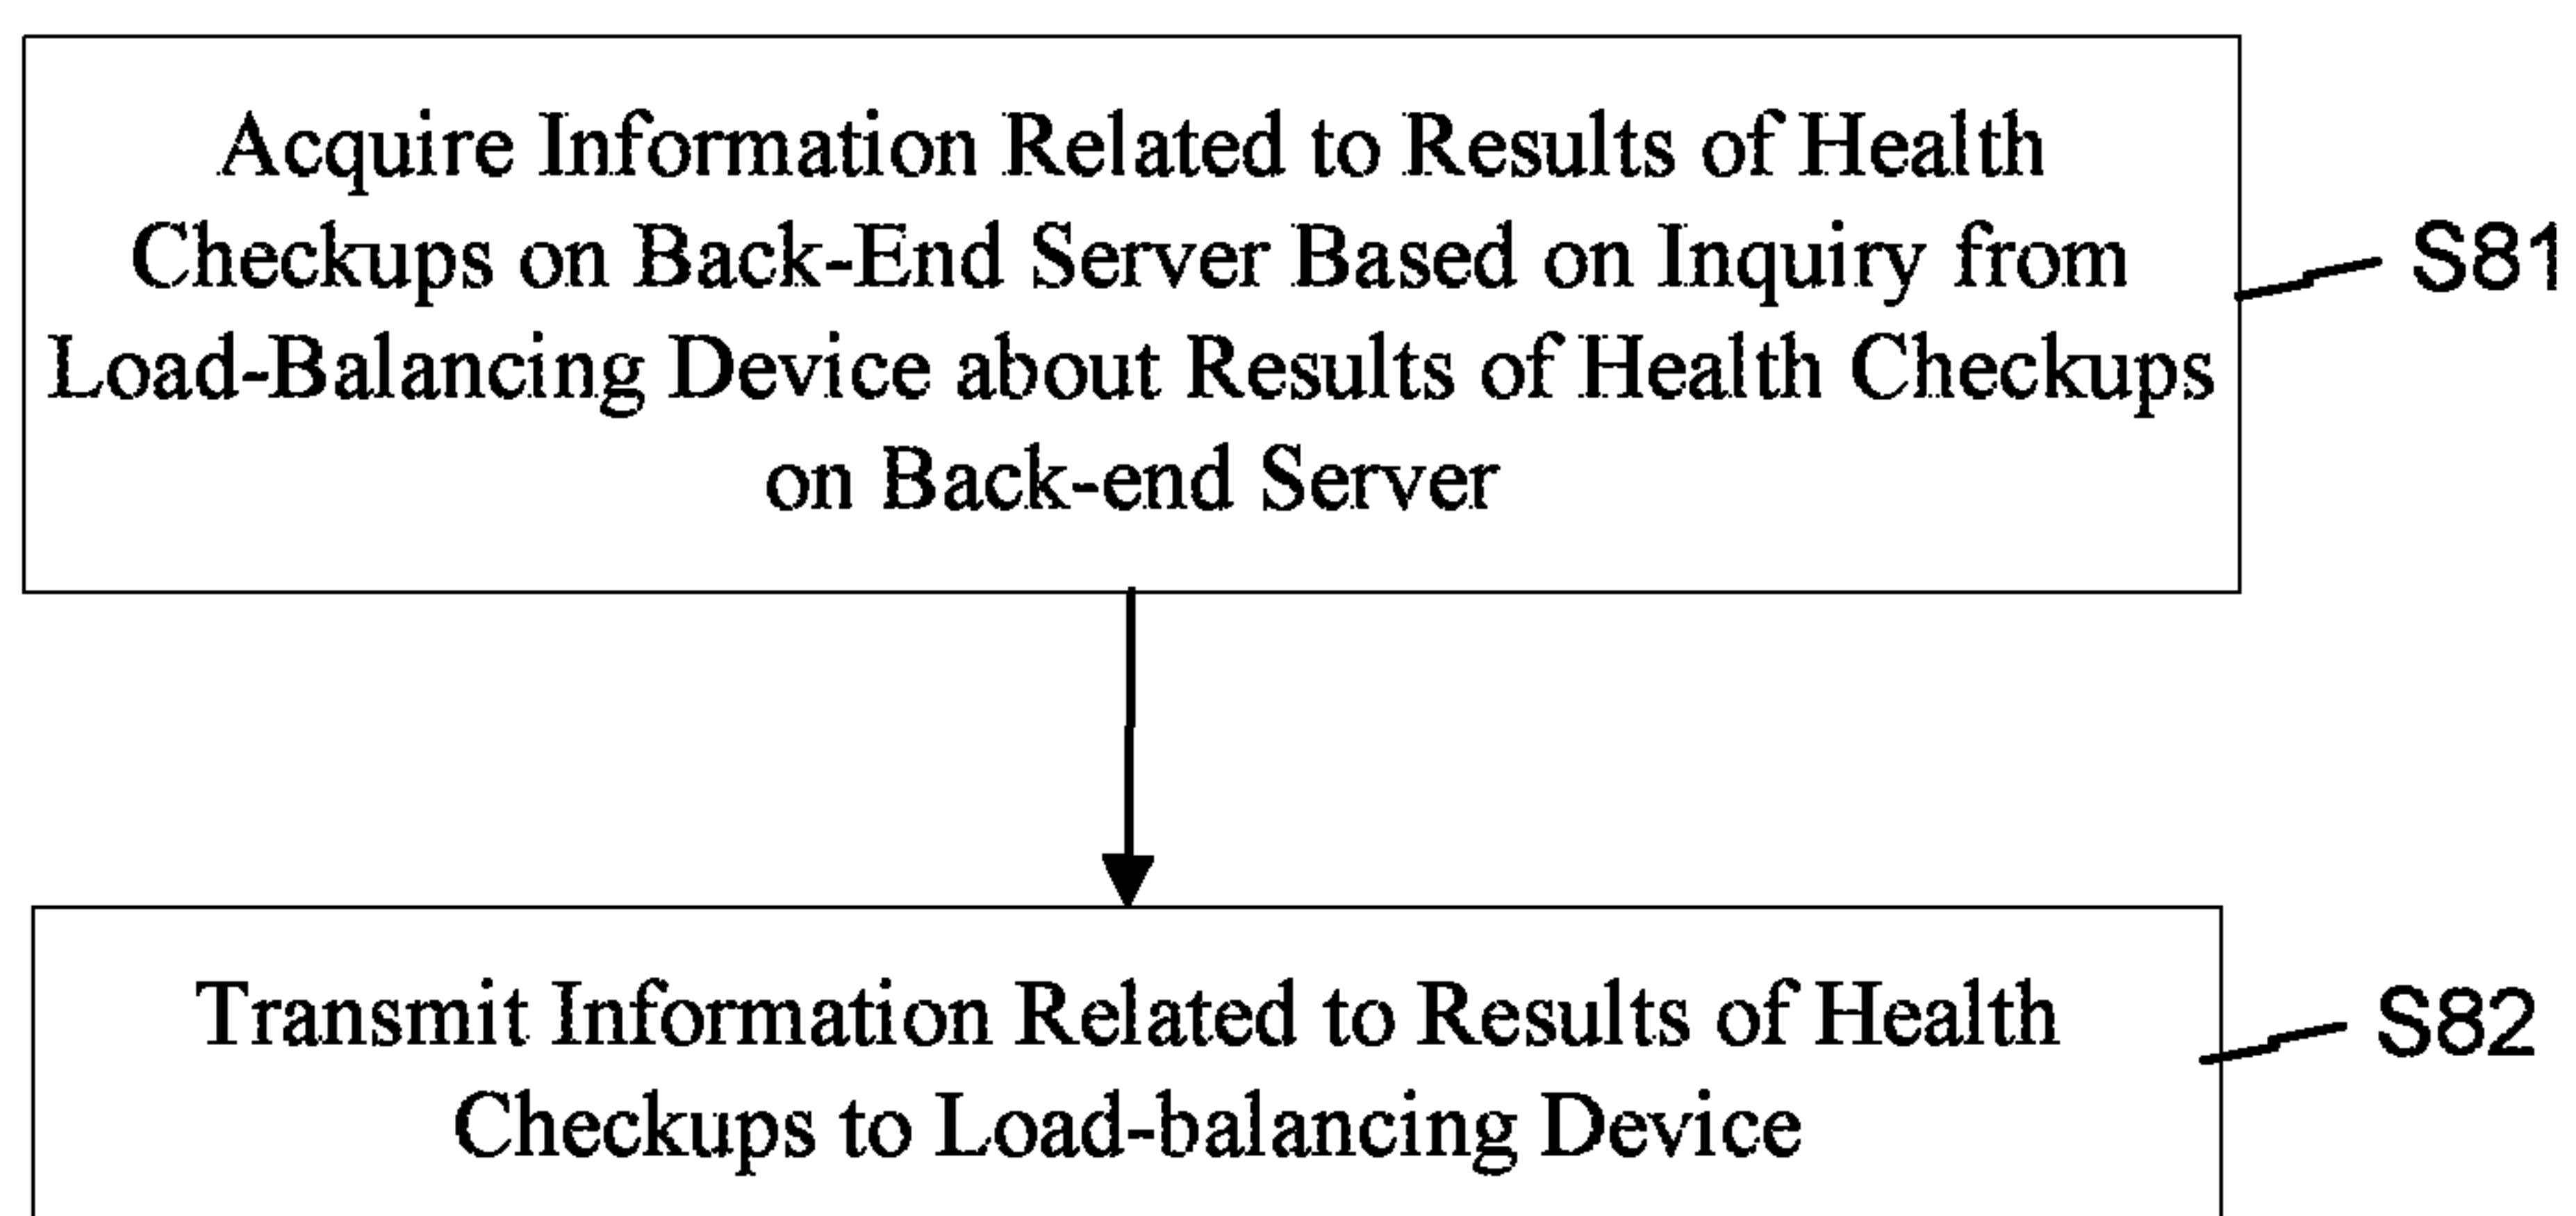 Acquire Information Related to Results of Health
Checkups on Back-End Server Based on Inquiry from
Load-Balancing Device about Results of Health Checkups
on Back-end Server
S81
Transmit Information Related to Results of Health
Checkups to Load-balancing Device
S82